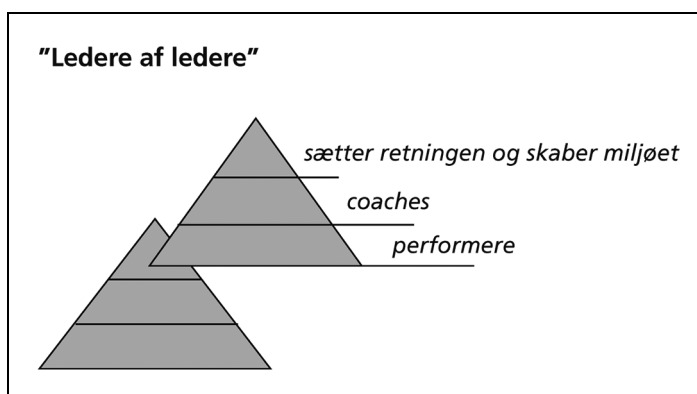 ”Ledere af ledere”
sætter retningen og skaber miljøet
coaches
performere